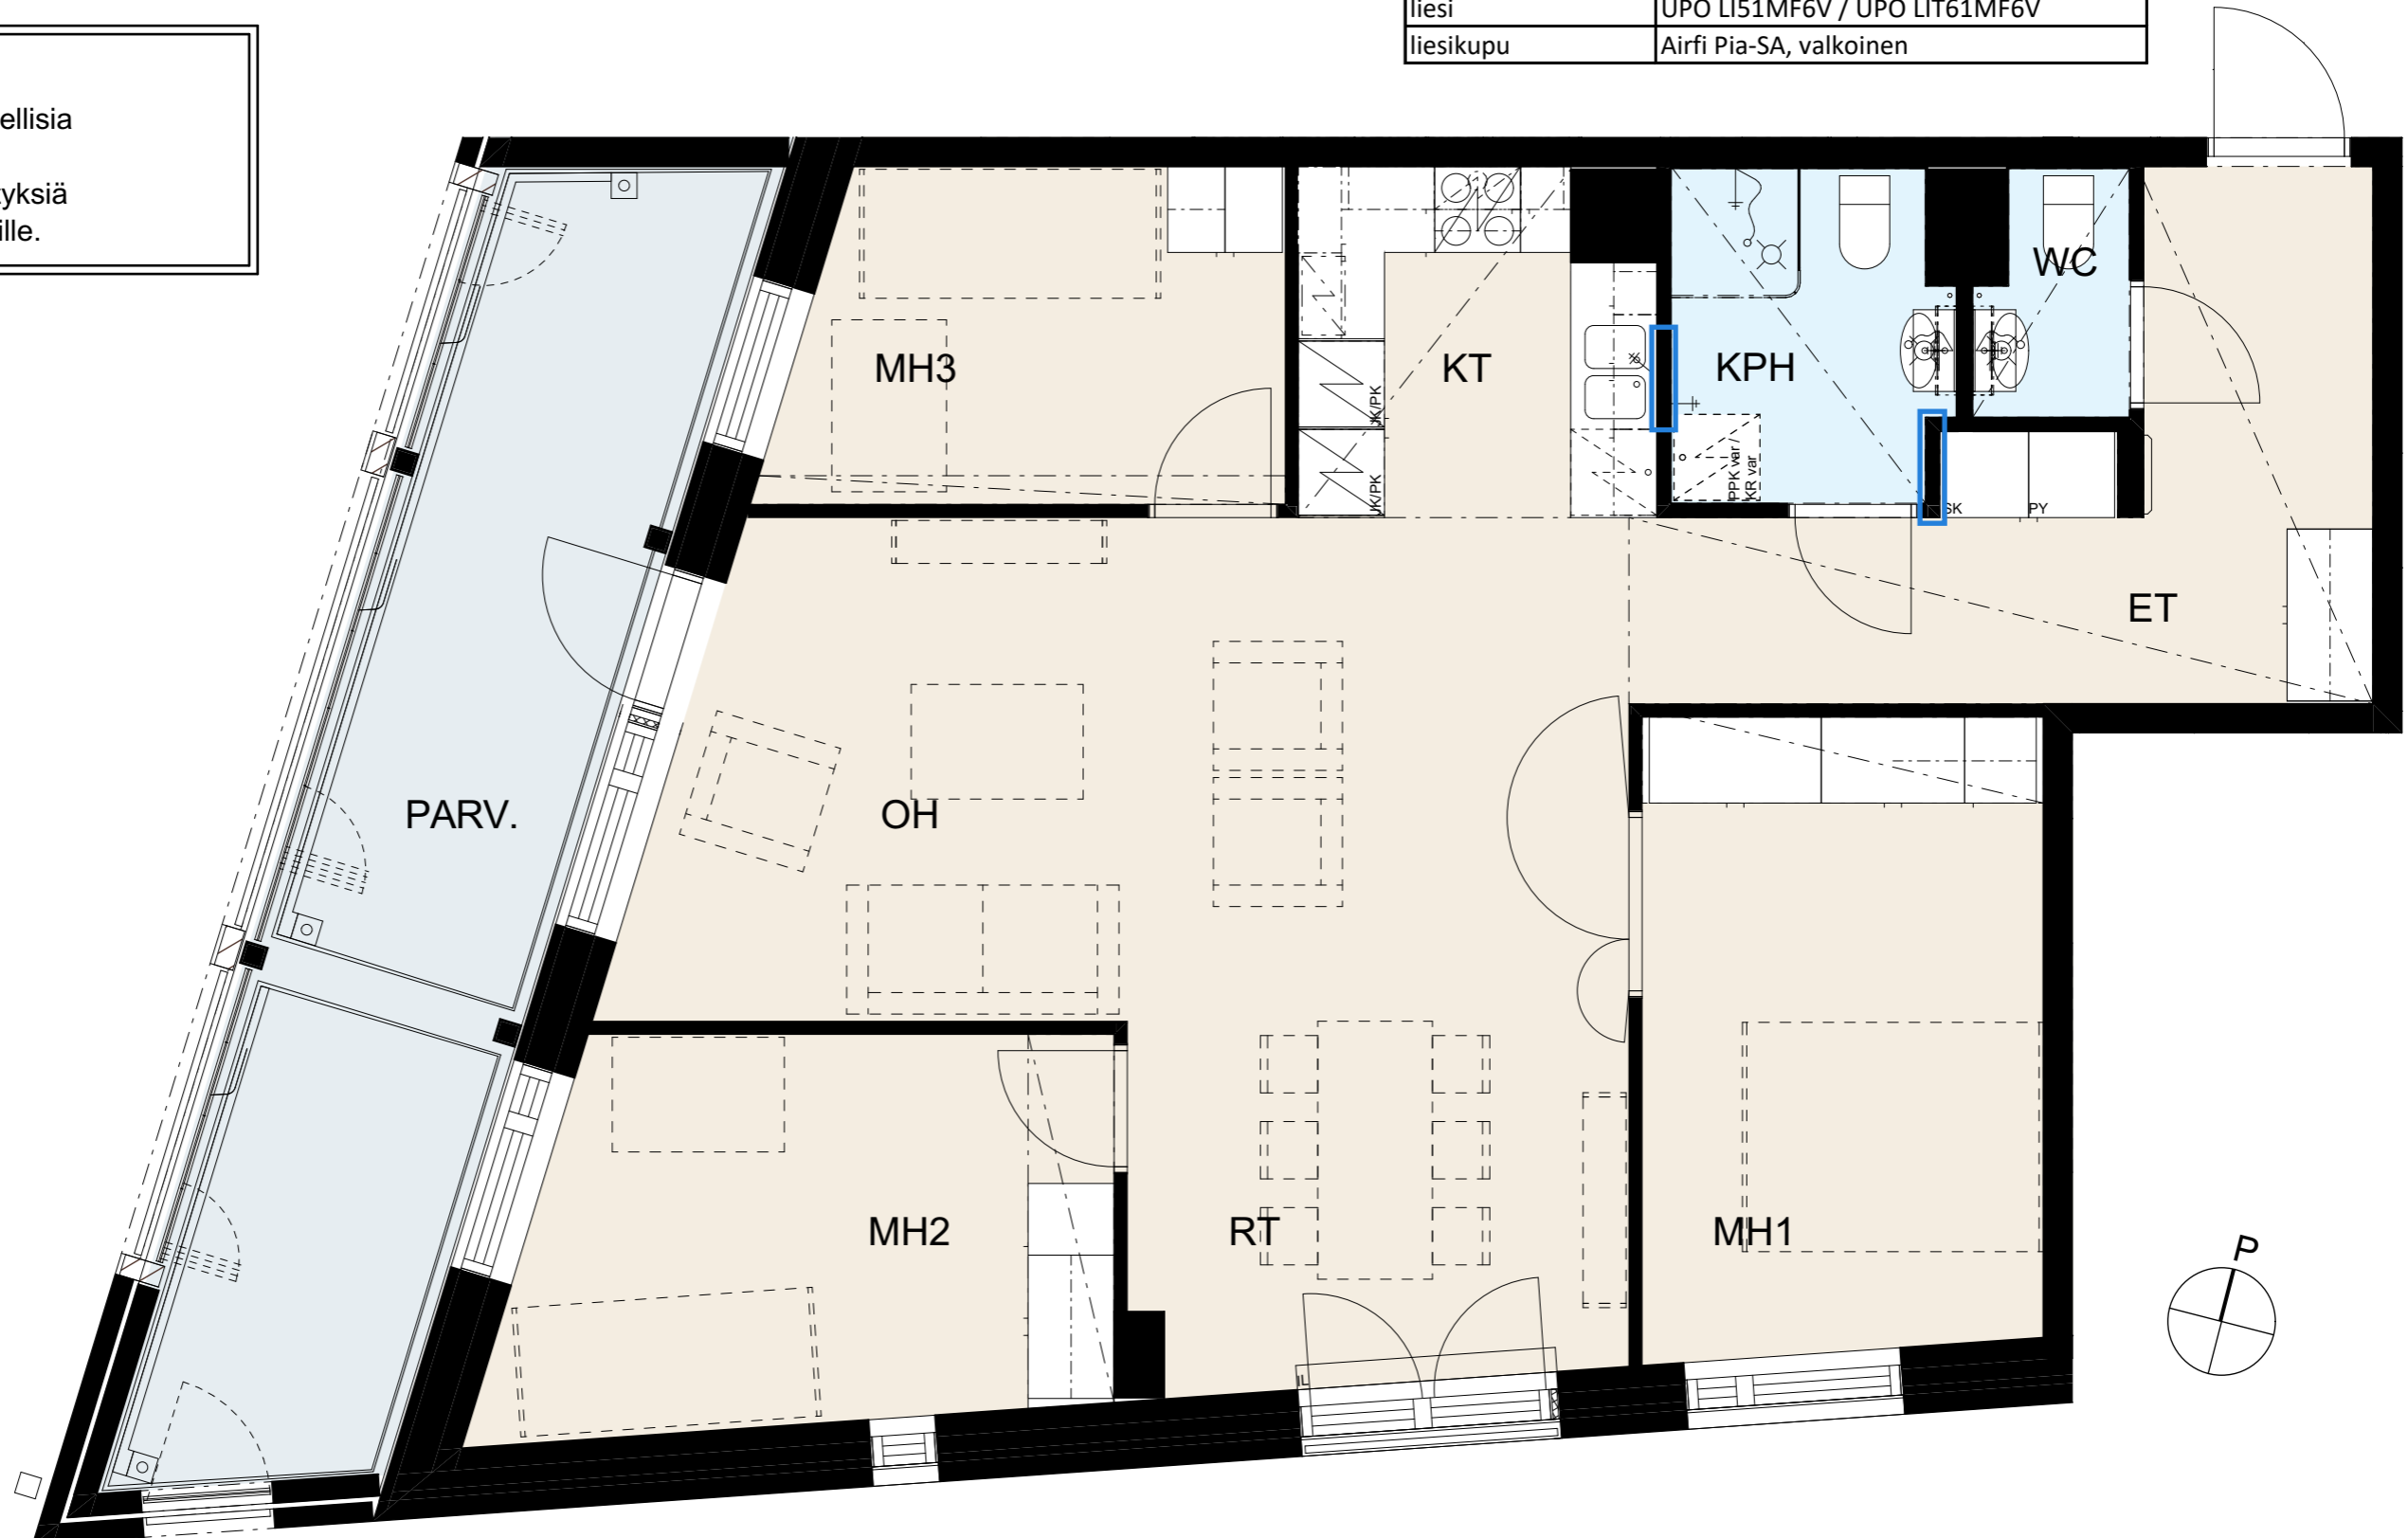 liesi UPO LI51MF6V / UPO LIT61MF6V
liesikupu Airfi Pia-SA, valkoinen
ellisia
yksiä
ille.
WC
MH3
KT
KPH
JK/PK
JK/PK
PPK var /
KR var
SK
PY
ET
PARV.
OH
MH2
RT
MH1
P
IL